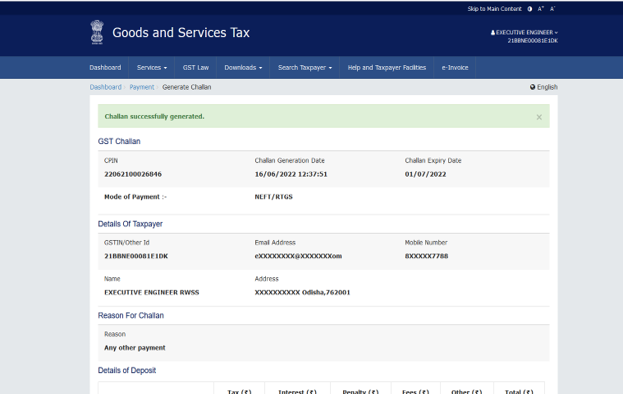 Skip to Main Content A+ A-
Goods and Services Tax
EXECUTIVE ENGINEER
21BBNE00081E1DK
Dashboard Services GST Law Downloads Search Taxpayer Help and Taxpayer Facilities e-Invoice
Dashboard Payment Generate Challan English
Challan successfully generated. ×
GST Challan
CPIN Challan Generation Date Challan Expiry Date
22062100026846 16/06/2022 12:37:51 01/07/2022
Mode of Payment :- NEFT/RTGS
Details Of Taxpayer
GSTIN/Other Id Email Address Mobile Number
21BBNE00081E1DK eXXXXXXXX@XXXXXXXom 8XXXXX7788
Name Address
EXECUTIVE ENGINEER RWSS XXXXXXXXXX Odisha,762001
Reason For Challan
Reason
Any other payment
Details of Deposit
Tax (₹) Interest (₹) Penalty (₹) Fees (₹) Other (₹) Total (₹)